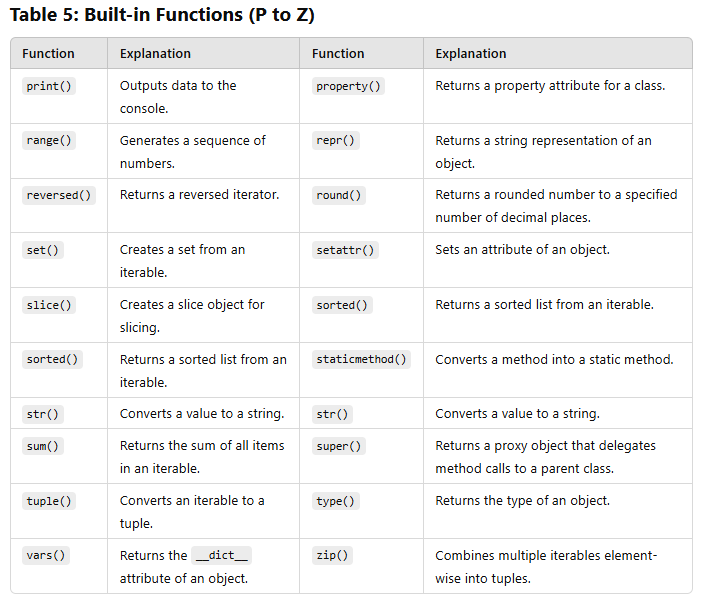 Table 5: Built-in Functions (P to Z)
Function Explanation Function Explanation
print() Outputs data to the property() Returns a property attribute for a class.
console.
range() Generates a sequence of repr() Returns a string representation of an
numbers. object.
reversed() Returns a reversed iterator. round() Returns a rounded number to a specified
number of decimal places.
set() Creates a set from an setattr() Sets an attribute of an object.
iterable.
slice() Creates a slice object for sorted() Returns a sorted list from an iterable.
slicing.
sorted() Returns a sorted list from an staticmethod() Converts a method into a static method.
iterable.
str() Converts a value to a string. str() Converts a value to a string.
sum() Returns the sum of all items super() Returns a proxy object that delegates
in an iterable. method calls to a parent class.
tuple() Converts an iterable to a type() Returns the type of an object.
tuple.
vars() Returns the __dict__ zip() Combines multiple iterables element-
attribute of an object. wise into tuples.